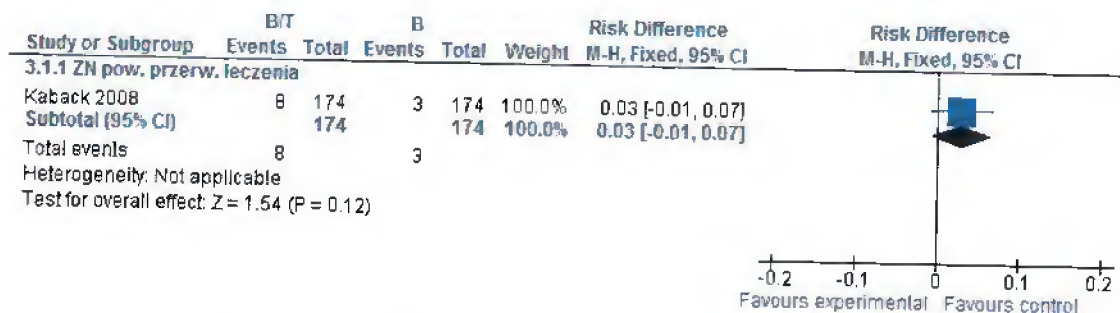 B/T B Risk Difference Risk Difference
Study or Subgroup Events Total Events Total Weight M-H, Fixed, 95% CI M-H, Fixed, 95% CI
3.1.1 ZN pow. przerw. leczenia
Kaback 2008 8 174 3 174 100.0% 0.03 [-0.01, 0.07]
Subtotal (95% CI) 174 174 100.0% 0.03 [-0.01, 0.07]
Total events 8 3
Heterogeneity: Not applicable
Test for overall effect: Z = 1.54 (P = 0.12)
-0.2 -0.1 0 0.1 0.2
Favours experimental Favours control